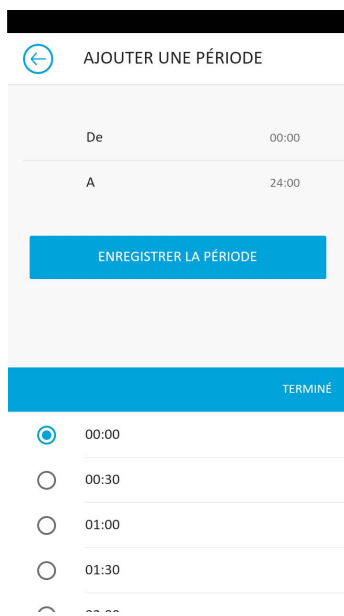 AJOUTER UNE PÉRIODE
De 00:00
A 24:00
ENREGISTRER LA PÉRIODE
TERMINÉ
00:00
00:30
01:00
01:30